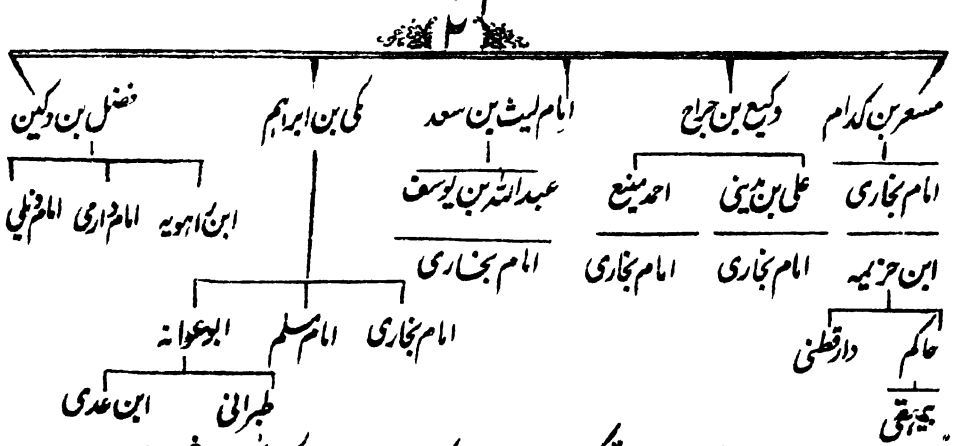 ۲
مسعر بن کدام وکیع بن جراح امام لیث بن سعد مکی بن ابراہیم فضل بن دکین
امام بخاری علی بن مدینی احمد منیع عبداللہ بن یوسف ابن راہویہ امام دارمی امام ذہلی
ابن خزیمہ امام بخاری امام بخاری امام بخاری
حاکم دارقطنی امام بخاری امام مسلم ابوعوانہ
بیہقی طبرانی ابن عدی